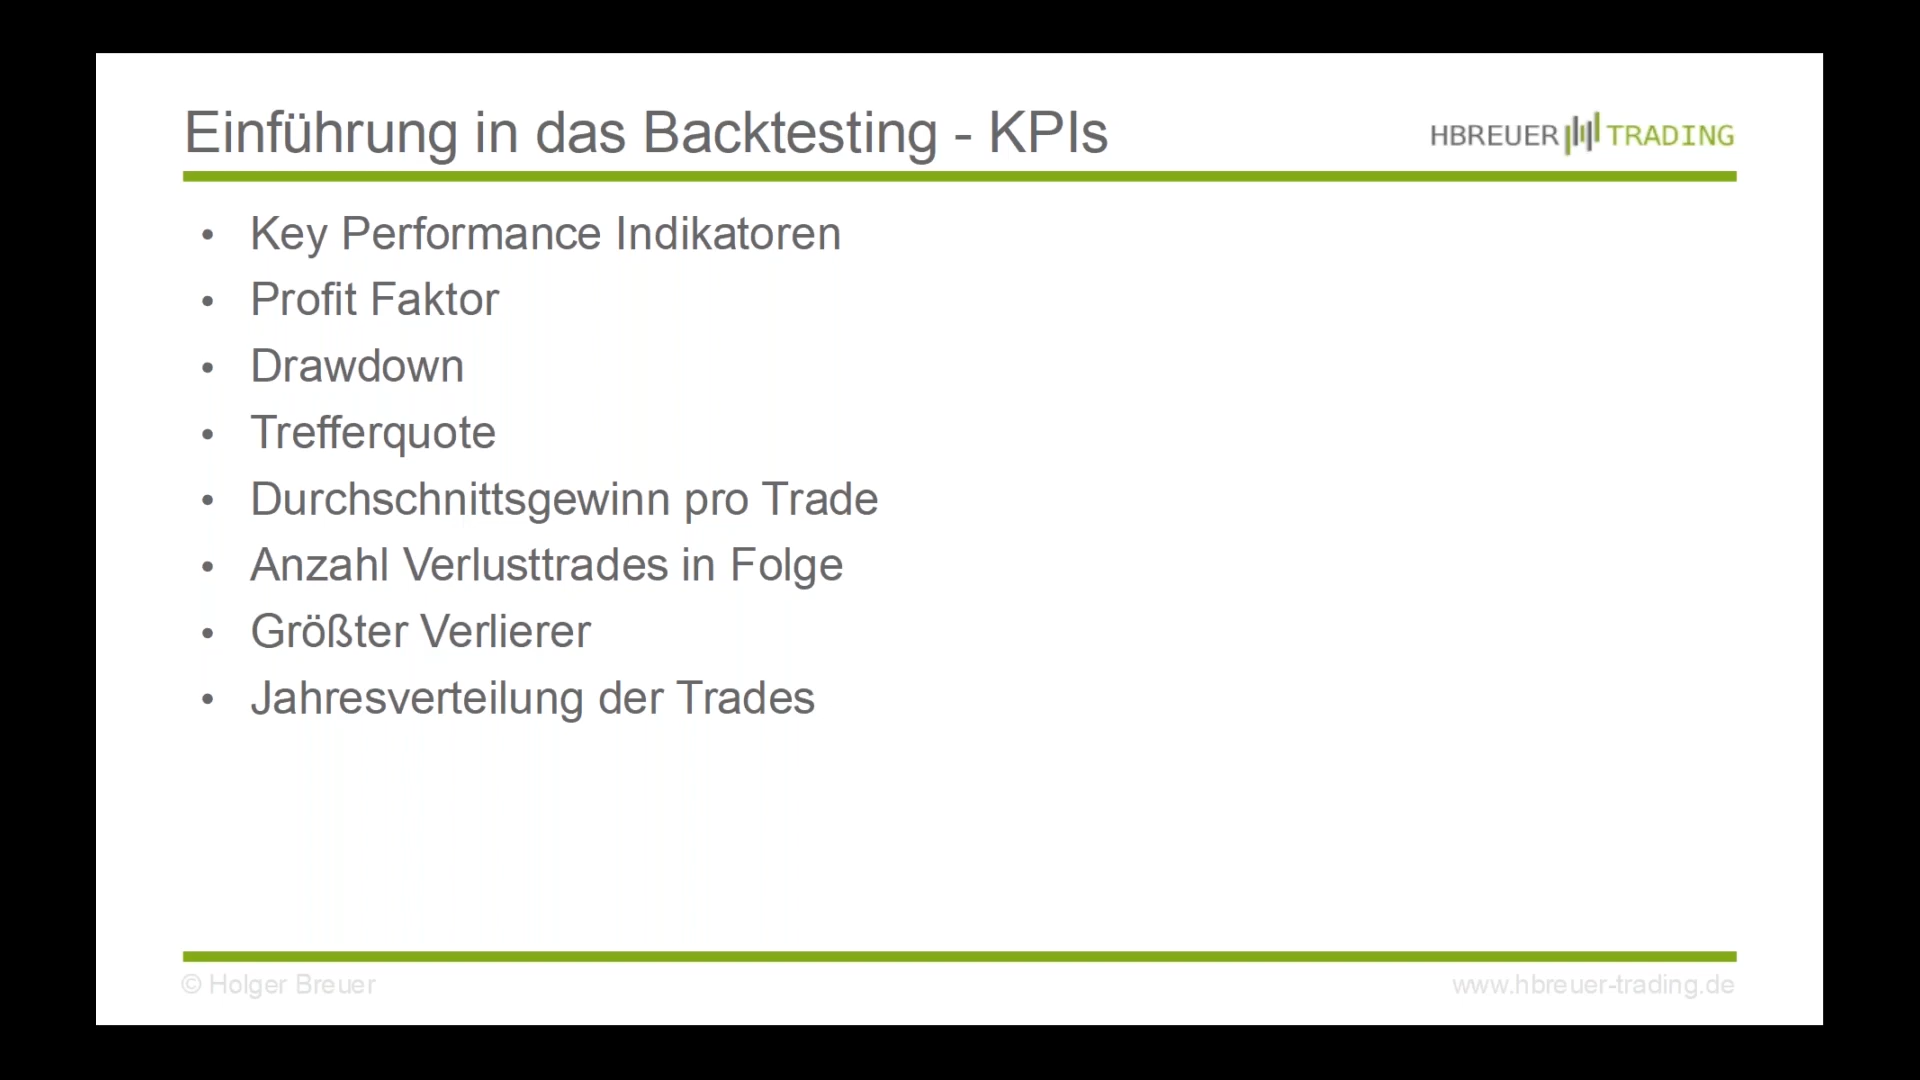 Einführung in das Backtesting - KPIs
HBREUER TRADING
• Key Performance Indikatoren
• Profit Faktor
• Drawdown
• Trefferquote
• Durchschnittsgewinn pro Trade
• Anzahl Verlusttrades in Folge
• Größter Verlierer
• Jahresverteilung der Trades
© Holger Breuer
www.hbreuer-trading.de